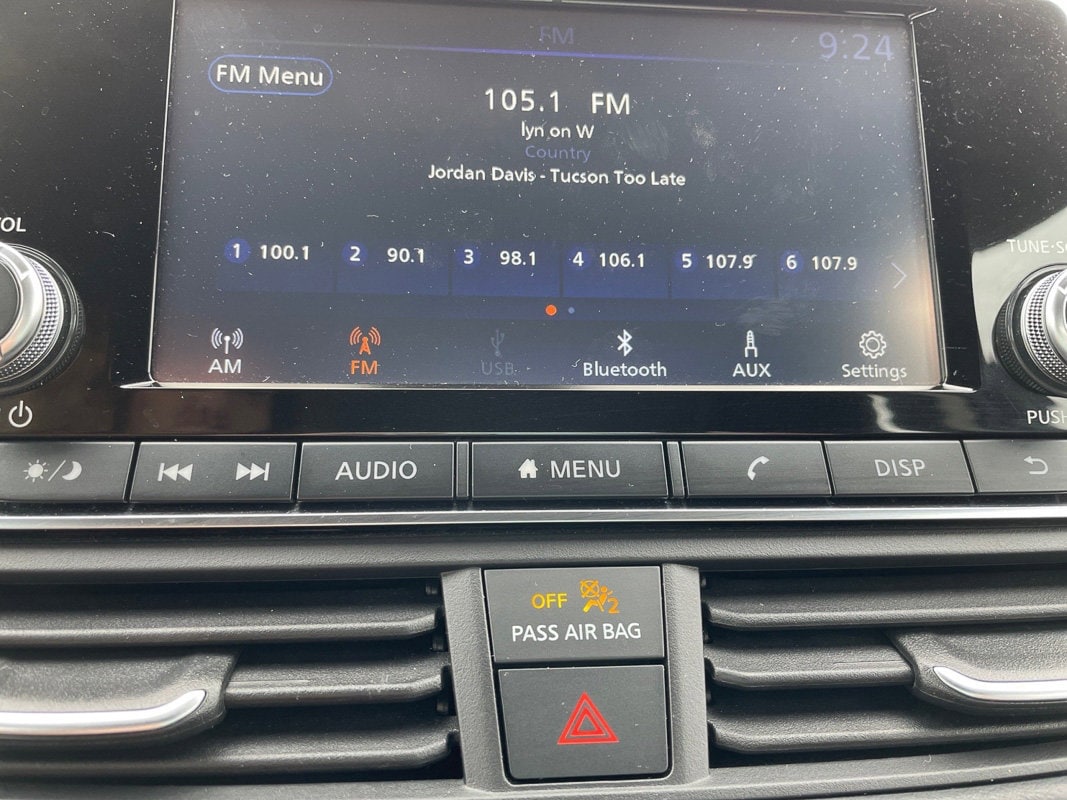 FM
9:24
FM Menu
105.1 FM
lyn on W
Country
Jordan Davis - Tucson Too Late
1 100.1 2 90.1 3 98.1 4 106.1 5 107.9 6 107.9
AM FM USB Bluetooth AUX Settings
VOL
TUNE·S
PUSH
AUDIO MENU DISP
OFF 2
PASS AIR BAG